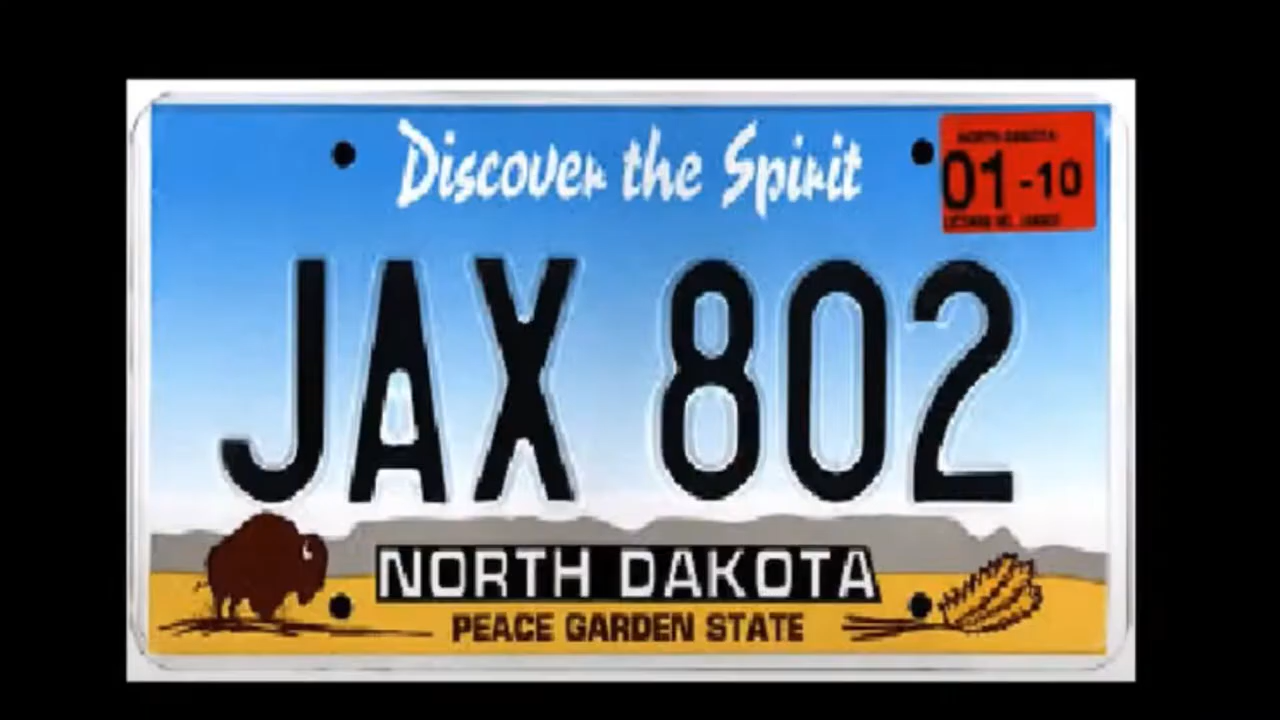 Discover the Spirit
NORTH DAKOTA
01-10
JAX 802
NORTH DAKOTA
PEACE GARDEN STATE